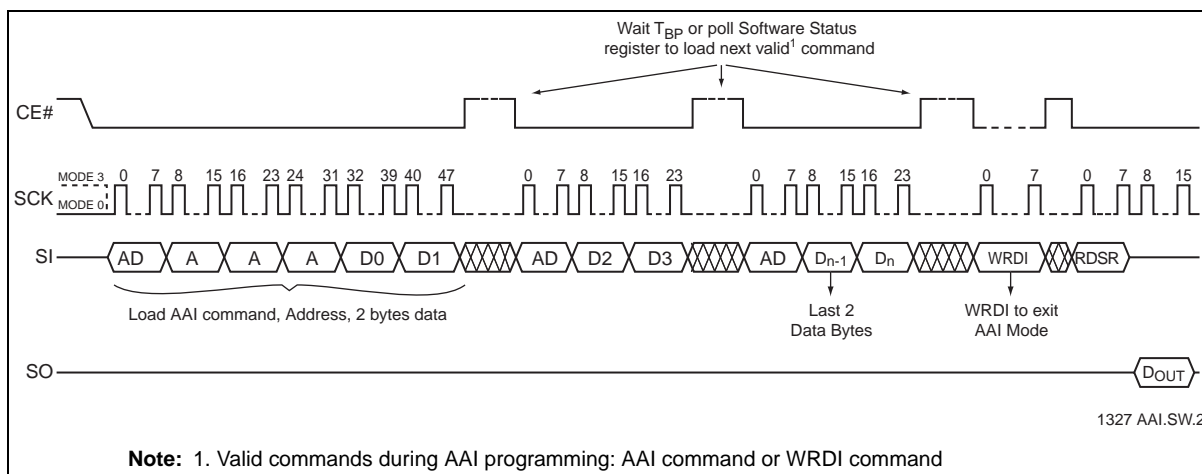 Wait TBP or poll Software Status
register to load next valid1 command
CE#
MODE 3
MODE 0
SCK
0 7 8 15 16 23 24 31 32 39 40 47 0 7 8 15 16 23 0 7 8 15 16 23 0 7 0 7 8 15
SI
AD A A A D0 D1 AD D2 D3 AD Dn-1 Dn WRDI RDSR
Load AAI command, Address, 2 bytes data
Last 2
Data Bytes
WRDI to exit
AAI Mode
SO
DOUT
1327 AAI.SW.2
Note: 1. Valid commands during AAI programming: AAI command or WRDI command